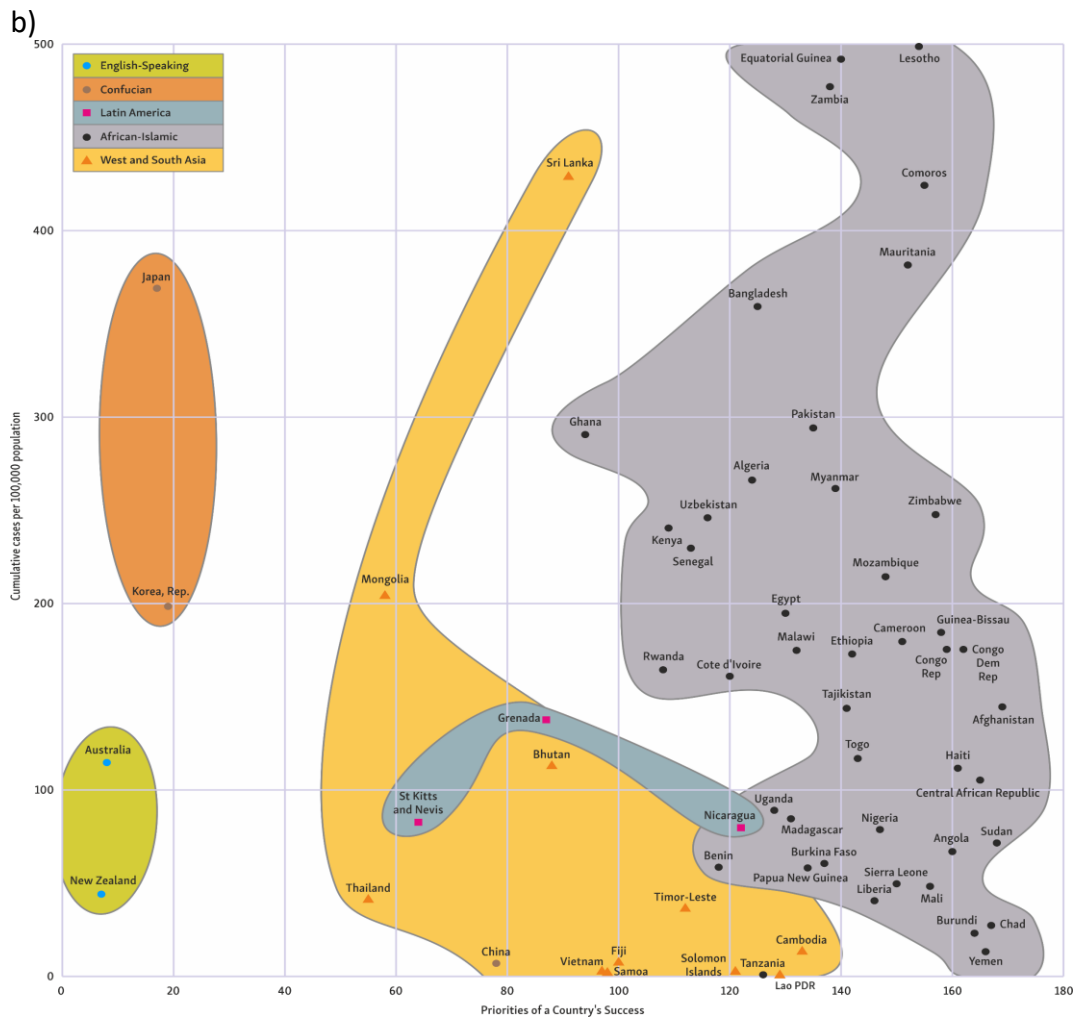 b)
500
English-Speaking
Confucian
Latin America
African-Islamic
West and South Asia
Equatorial Guinea
Lesotho
Zambia
Sri Lanka
Comoros
400
Mauritania
Japan
Bangladesh
300
Ghana
Pakistan
Algeria
Myanmar
Uzbekistan
Zimbabwe
Kenya
Senegal
Mozambique
Mongolia
Korea, Rep.
200
Egypt
Guinea-Bissau
Cameroon
Malawi
Ethiopia
Congo
Rep
Congo
Dem
Rep
Rwanda
Cote d'Ivoire
Tajikistan
Afghanistan
Grenada
Togo
Australia
Bhutan
Haiti
Central African Republic
100
St Kitts
and Nevis
Uganda
Nicaragua
Madagascar
Nigeria
Sudan
Angola
Benin
Burkina Faso
Papua New Guinea
Sierra Leone
New Zealand
Thailand
Liberia
Mali
Timor-Leste
Burundi
Chad
China
Fiji
Cambodia
Vietnam
Samoa
Solomon
Islands
Tanzania
Yemen
Lao PDR
0
0
20
40
60
80
100
120
140
160
180
Priorities of a Country's Success
Cumulative cases per 100,000 population